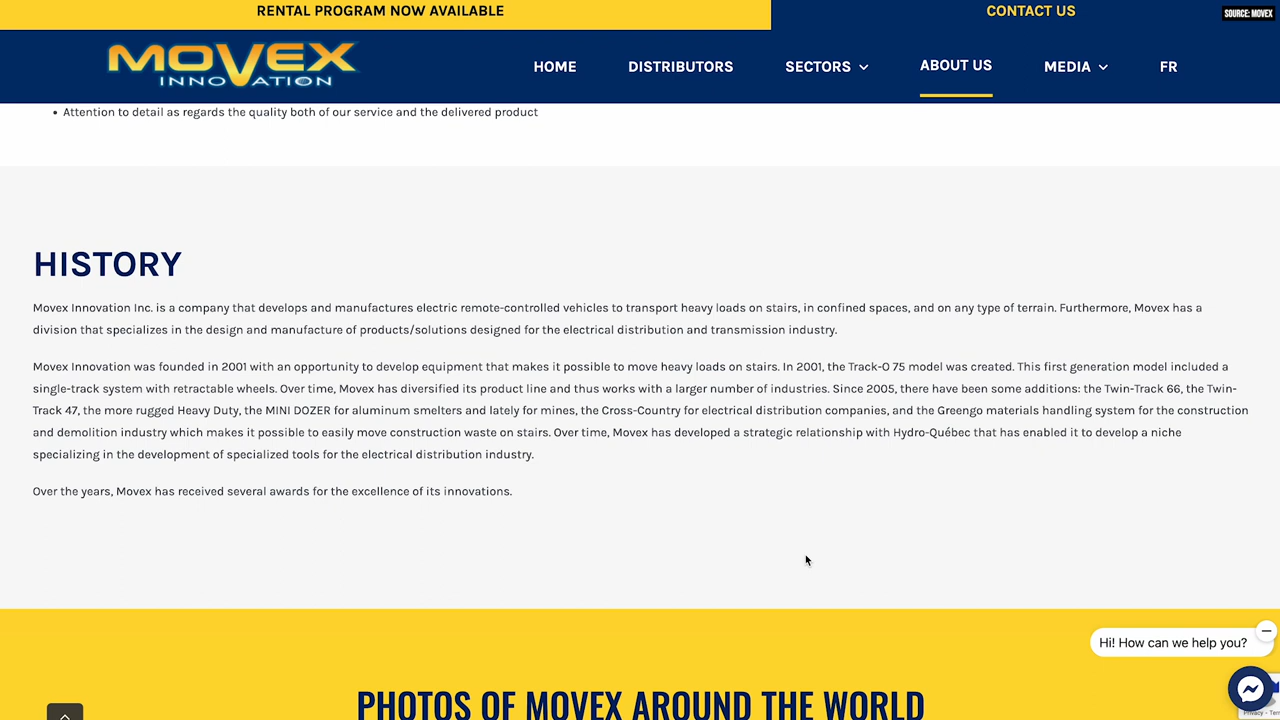 RENTAL PROGRAM NOW AVAILABLE
CONTACT US
SOURCE: MOVEX
MOVEX
INNOVATION
HOME
DISTRIBUTORS
SECTORS
ABOUT US
MEDIA
FR
• Attention to detail as regards the quality both of our service and the delivered product
HISTORY
Movex Innovation Inc. is a company that develops and manufactures electric remote-controlled vehicles to transport heavy loads on stairs, in confined spaces, and on any type of terrain. Furthermore, Movex has a
division that specializes in the design and manufacture of products/solutions designed for the electrical distribution and transmission industry.
Movex Innovation was founded in 2001 with an opportunity to develop equipment that makes it possible to move heavy loads on stairs. In 2001, the Track-O 75 model was created. This first generation model included a
single-track system with retractable wheels. Over time, Movex has diversified its product line and thus works with a larger number of industries. Since 2005, there have been some additions: the Twin-Track 66, the Twin-
Track 47, the more rugged Heavy Duty, the MINI DOZER for aluminum smelters and lately for mines, the Cross-Country for electrical distribution companies, and the Greengo materials handling system for the construction
and demolition industry which makes it possible to easily move construction waste on stairs. Over time, Movex has developed a strategic relationship with Hydro-Québec that has enabled it to develop a niche
specializing in the development of specialized tools for the electrical distribution industry.
Over the years, Movex has received several awards for the excellence of its innovations.
Hi! How can we help you?
PHOTOS OF MOVEX AROUND THE WORLD
Privacy - Ter